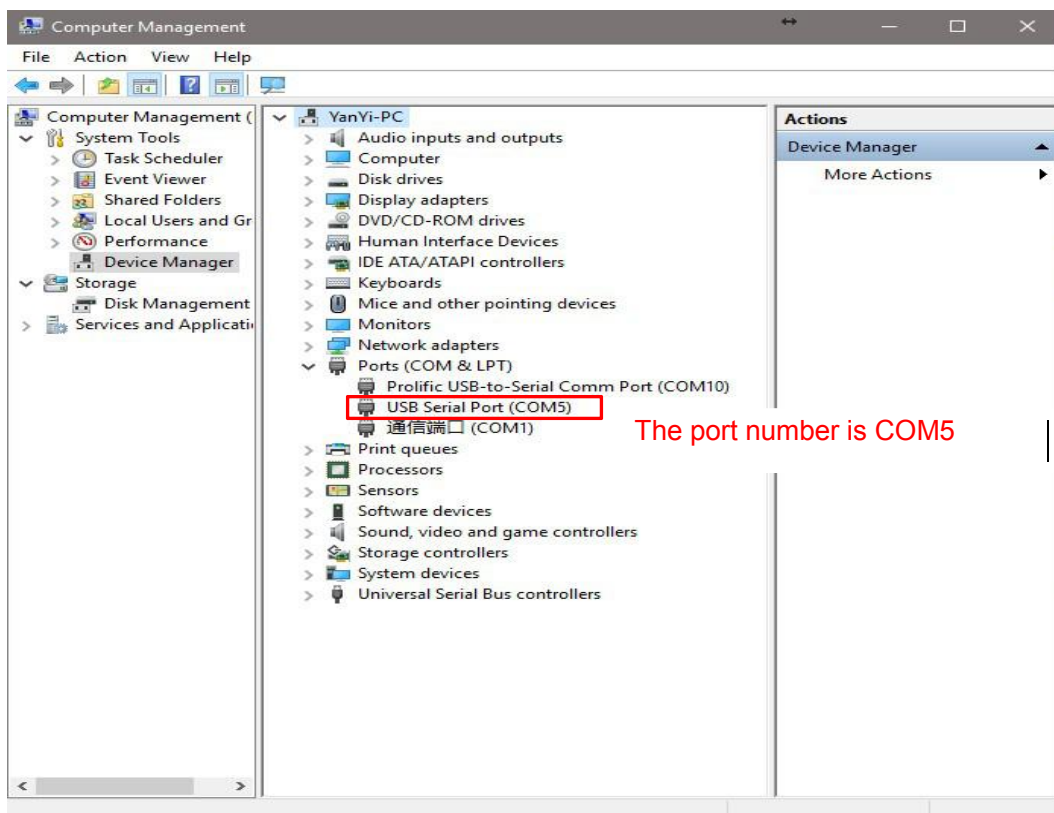 Computer Management
File Action View Help
Computer Management (
System Tools
Task Scheduler
Event Viewer
Shared Folders
Local Users and Gr
Performance
Device Manager
Storage
Disk Management
Services and Applicati
YanYi-PC
Audio inputs and outputs
Computer
Disk drives
Display adapters
DVD/CD-ROM drives
Human Interface Devices
IDE ATA/ATAPI controllers
Keyboards
Mice and other pointing devices
Monitors
Network adapters
Ports (COM & LPT)
Prolific USB-to-Serial Comm Port (COM10)
USB Serial Port (COM5)
通信端口 (COM1)
Print queues
Processors
Sensors
Software devices
Sound, video and game controllers
Storage controllers
System devices
Universal Serial Bus controllers
The port number is COM5
Actions
Device Manager
More Actions